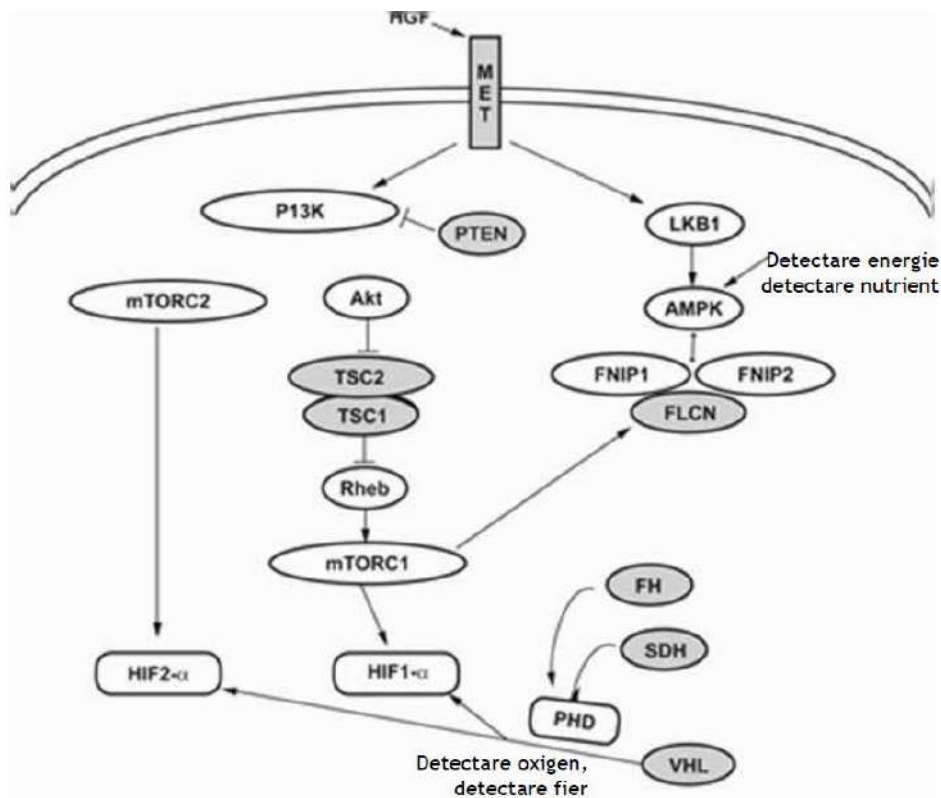 HGF
MET
P13K
PTEN
LKB1
Detectare energie
detectare nutrient
mTORC2
Akt
AMPK
TSC2
TSC1
FNIP1
FNIP2
FLCN
Rheb
mTORC1
FH
SDH
HIF2-α
HIF1-α
PHD
VHL
Detectare oxigen,
detectare fier